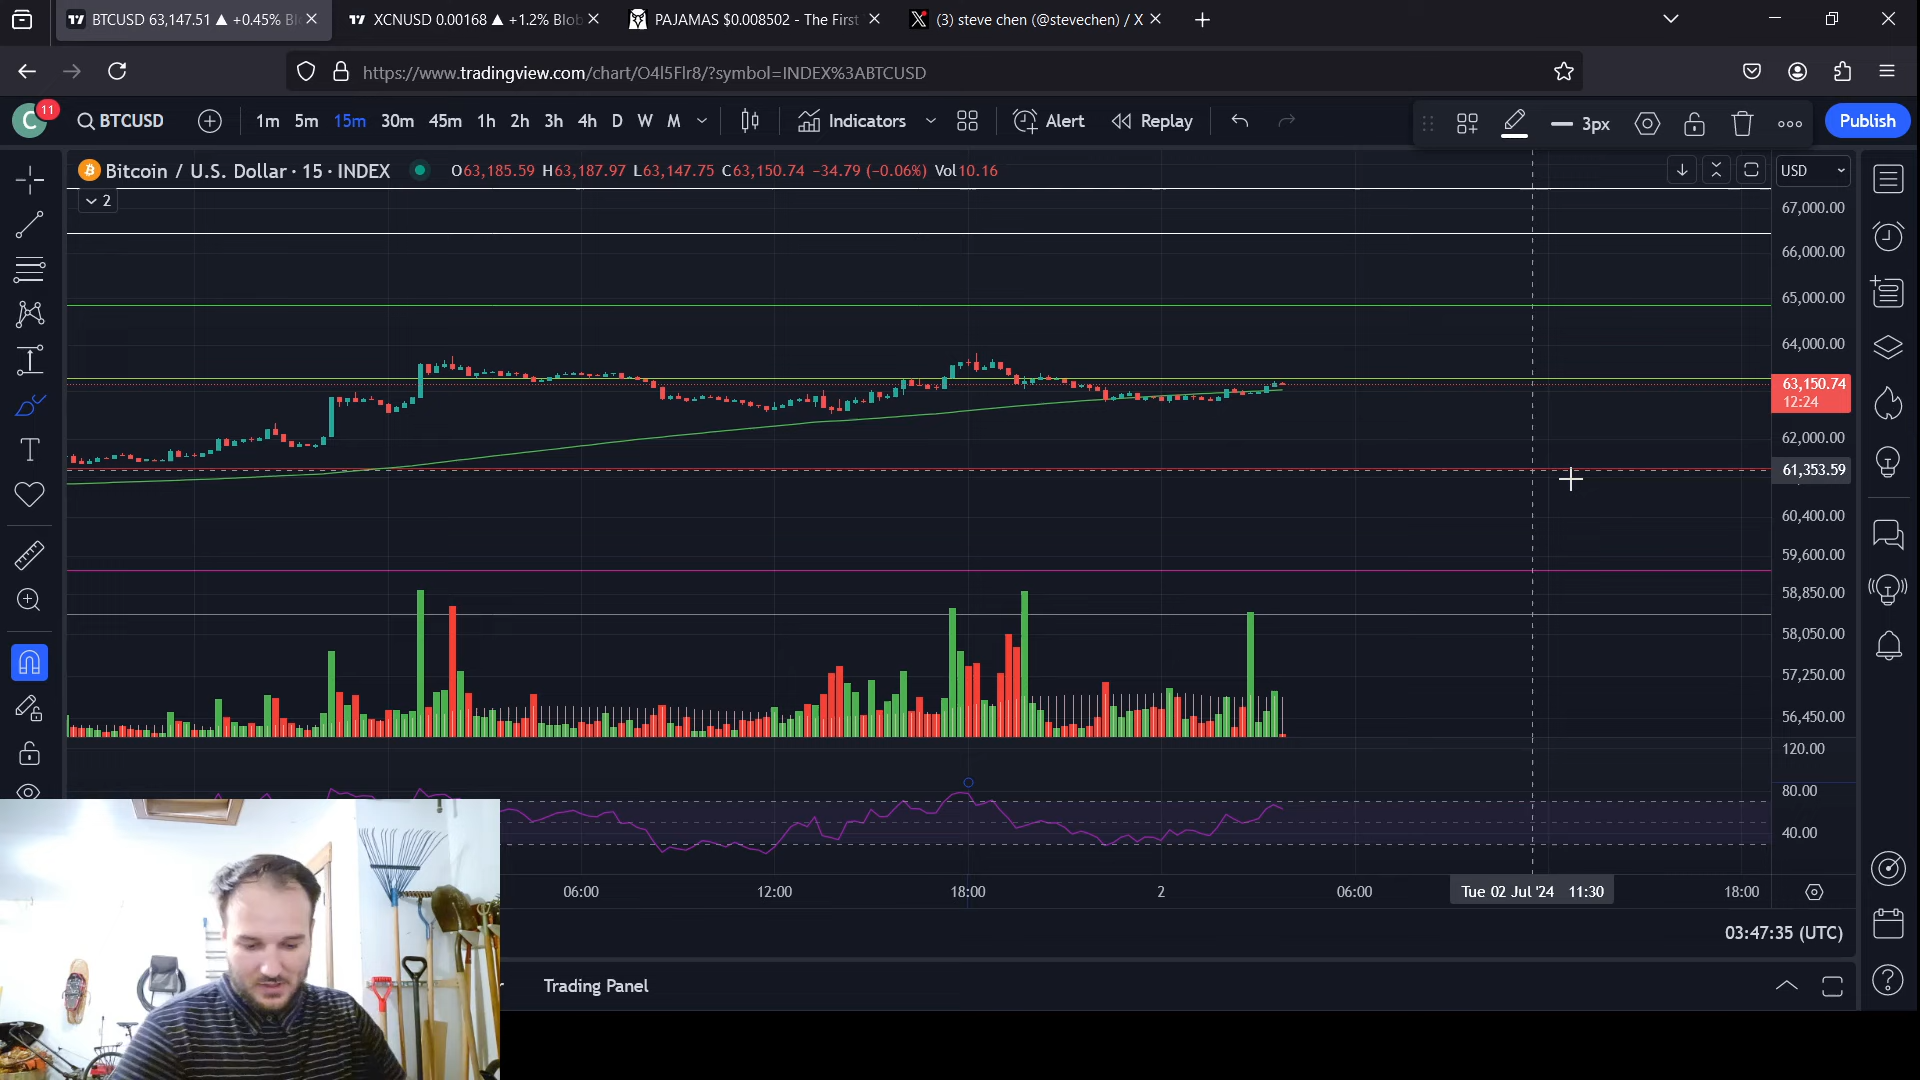 BTCUSD 63,147.51 ▲ +0.45%
XCNUSD 0.00168 ▲ +1.2% Blob
PAJAMAS $0.008502 - The First
(3) steve chen (@stevechen) / X
https://www.tradingview.com/chart/O4l5Flr8/?symbol=INDEX%3ABTCUSD
C
11
BTCUSD
1m 5m 15m 30m 45m 1h 2h 3h 4h D W M
Indicators
Alert
Replay
3px
Publish
Bitcoin / U.S. Dollar · 15 · INDEX
O63,185.59 H63,187.97 L63,147.75 C63,150.74 -34.79 (-0.06%) Vol10.16
USD
2
67,000.00
66,000.00
65,000.00
64,000.00
63,150.74
12:24
62,000.00
61,353.59
60,400.00
59,600.00
58,850.00
58,050.00
57,250.00
56,450.00
120.00
80.00
40.00
06:00 12:00 18:00 2 06:00 Tue 02 Jul '24 11:30 18:00
03:47:35 (UTC)
Trading Panel